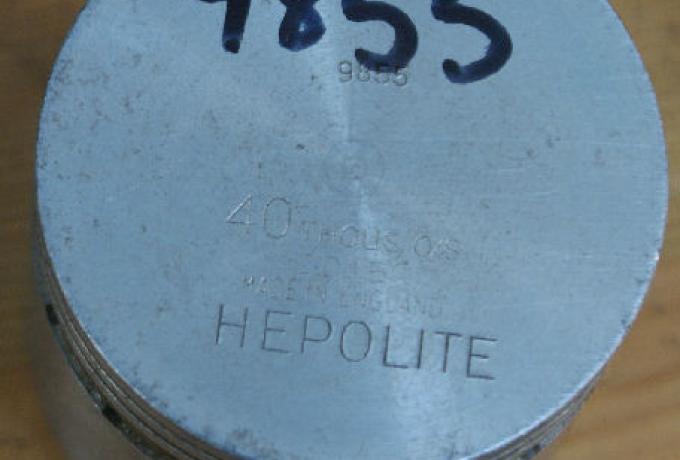 9855
9855
40 THOUS. O/S
MADE IN ENGLAND
HEPOLITE